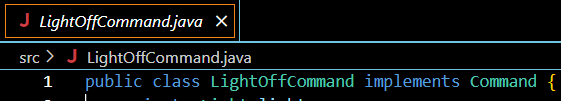 LightOffCommand.java
src > LightOffCommand.java
1 public class LightOffCommand implements Command {